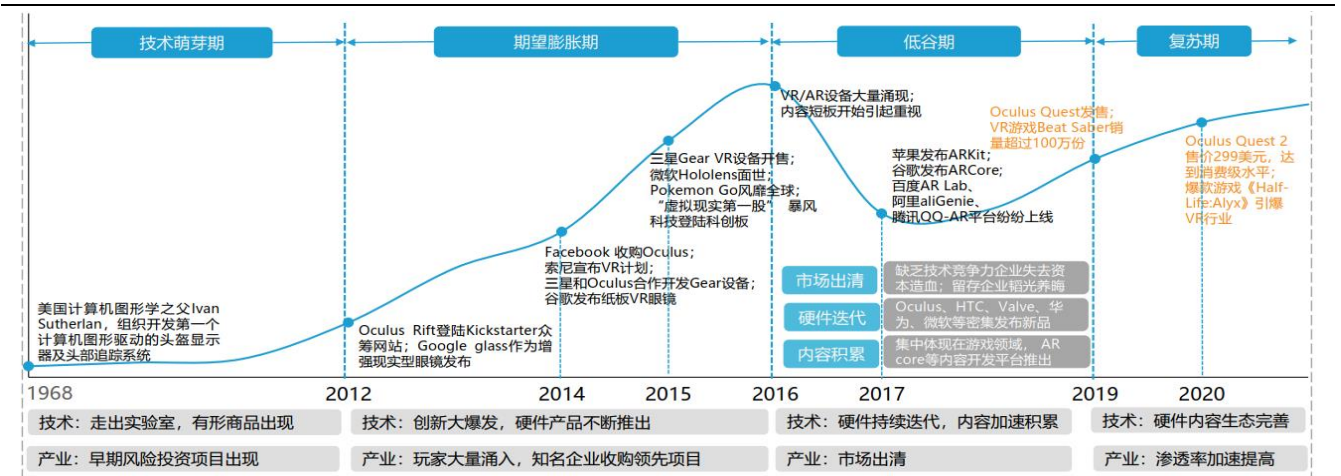 技术萌芽期
期望膨胀期
低谷期
复苏期
美国计算机图形学之父Ivan
Sutherlan，组织开发第一个
计算机图形驱动的头盔显示
器及头部追踪系统
Oculus Rift登陆Kickstarter众
筹网站；Google glass作为增
强现实型眼镜发布
Facebook 收购Oculus；
索尼宣布VR计划；
三星和Oculus合作开发Gear设备；
谷歌发布纸板VR眼镜
三星Gear VR设备开售；
微软Hololens面世；
Pokemon Go风靡全球；
“虚拟现实第一股” 暴风
科技登陆科创板
VR/AR设备大量涌现；
内容短板开始引起重视
苹果发布ARKit；
谷歌发布ARCore；
百度AR Lab、
阿里aliGenie、
腾讯QQ-AR平台纷纷上线
Oculus Quest发售；
VR游戏Beat Saber销
量超过100万份
Oculus Quest 2
售价299美元，达
到消费级水平；
爆款游戏《Half-
Life:Alyx》引爆
VR行业
市场出清
缺乏技术竞争力企业失去资
本造血；留存企业韬光养晦
硬件迭代
Oculus、HTC、Valve、华
为、微软等密集发布新品
内容积累
集中体现在游戏领域， AR
core等内容开发平台推出
1968
2012
2014
2015
2016
2017
2019
2020
技术：走出实验室，有形商品出现
技术：创新大爆发，硬件产品不断推出
技术：硬件持续迭代，内容加速积累
技术：硬件内容生态完善
产业：早期风险投资项目出现
产业：玩家大量涌入，知名企业收购领先项目
产业：市场出清
产业：渗透率加速提高